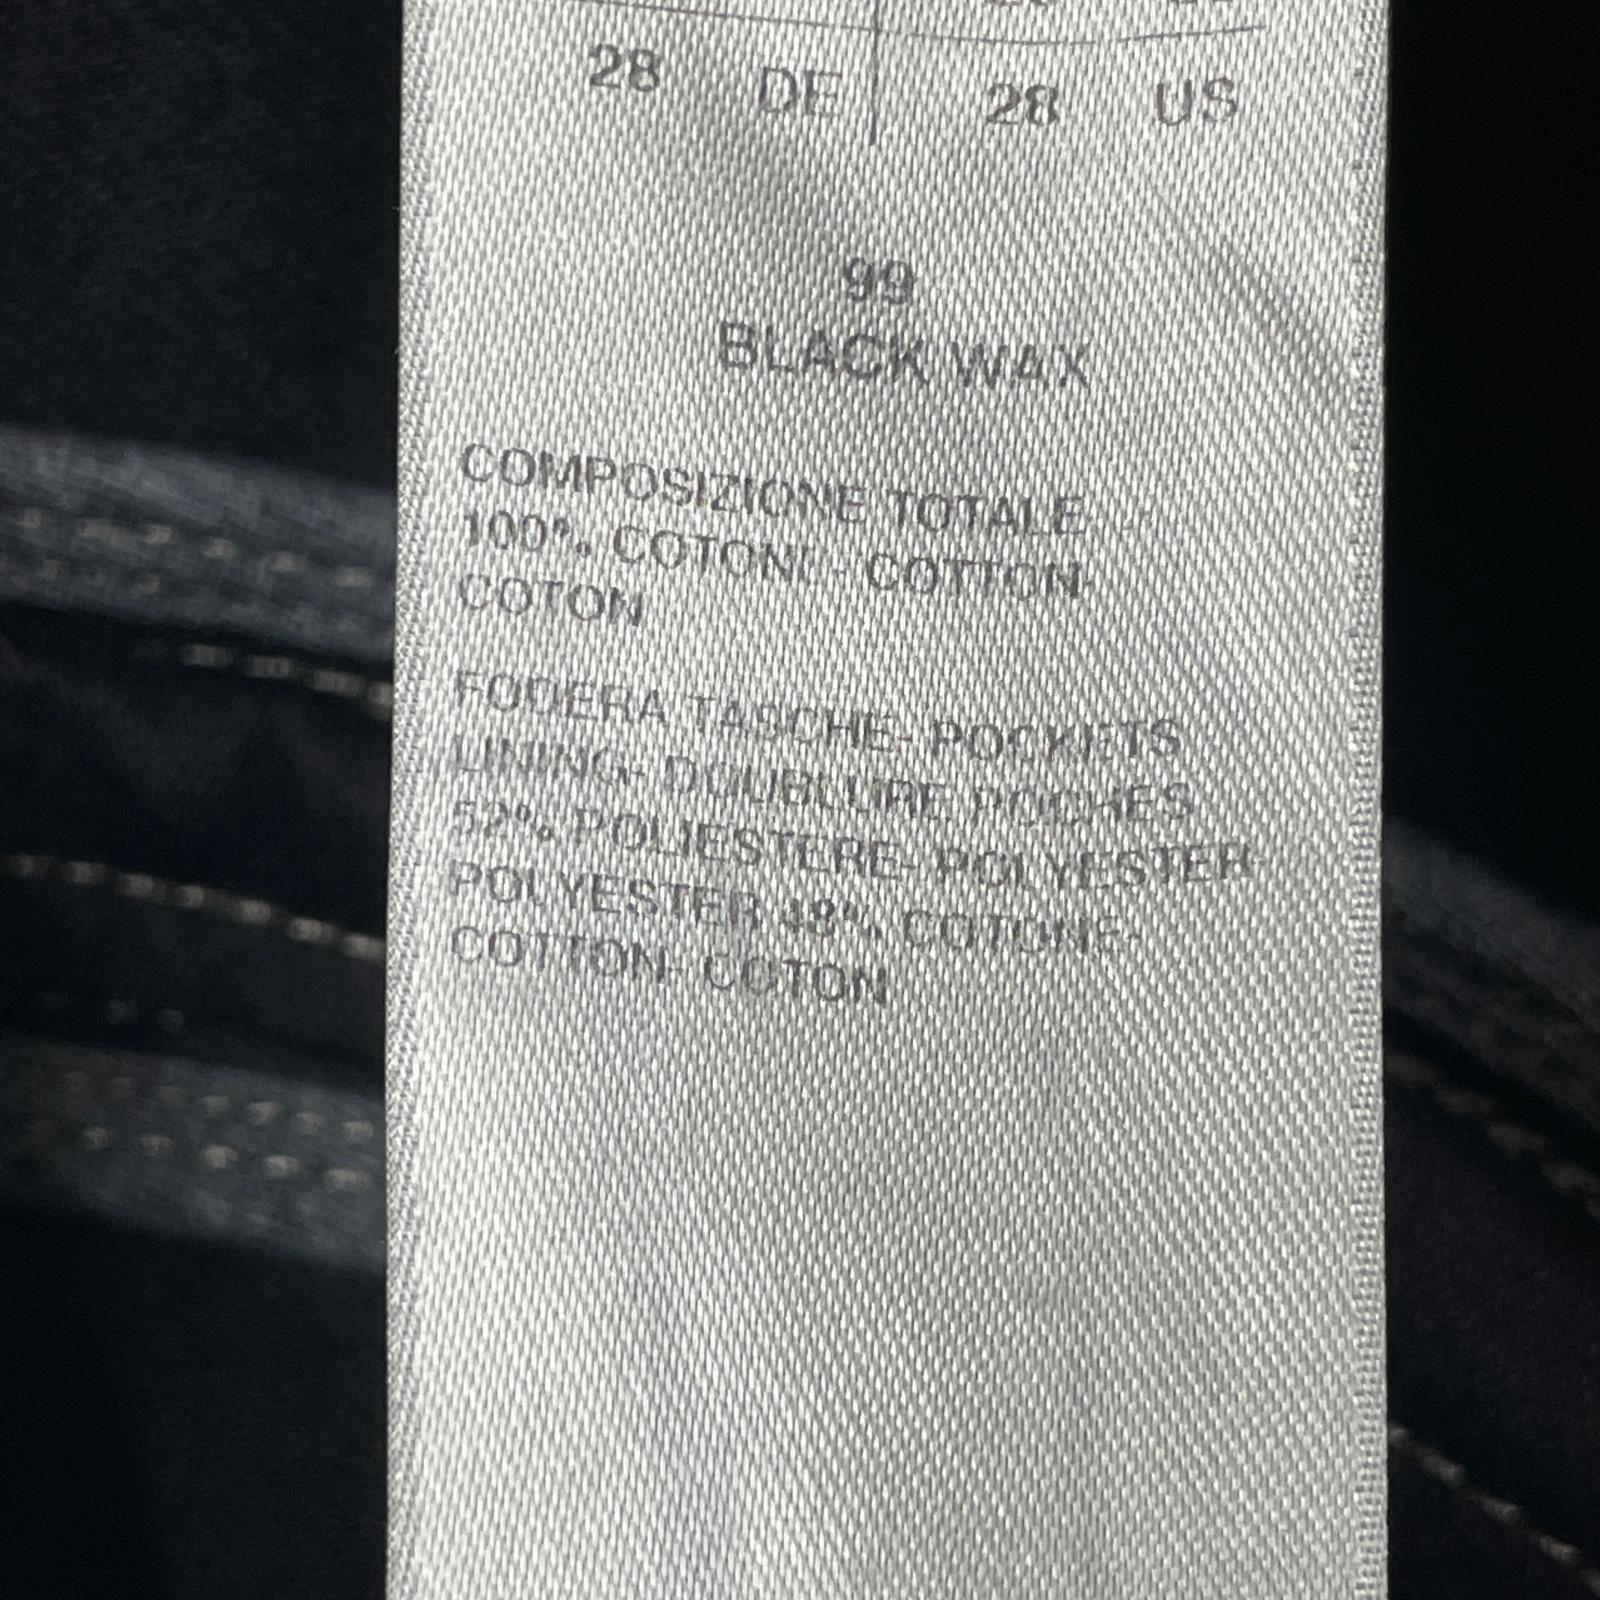 28 DE 28 US
99
BLACK WAX
COMPOSIZIONE TOTALE
100% COTONE- COTTON-
COTON
FODERA TASCHE- POCKETS
LINING- DOUBLURE POCHES
52% POLIESTERE- POLYESTER-
POLYESTER 48% COTONE-
COTTON- COTON